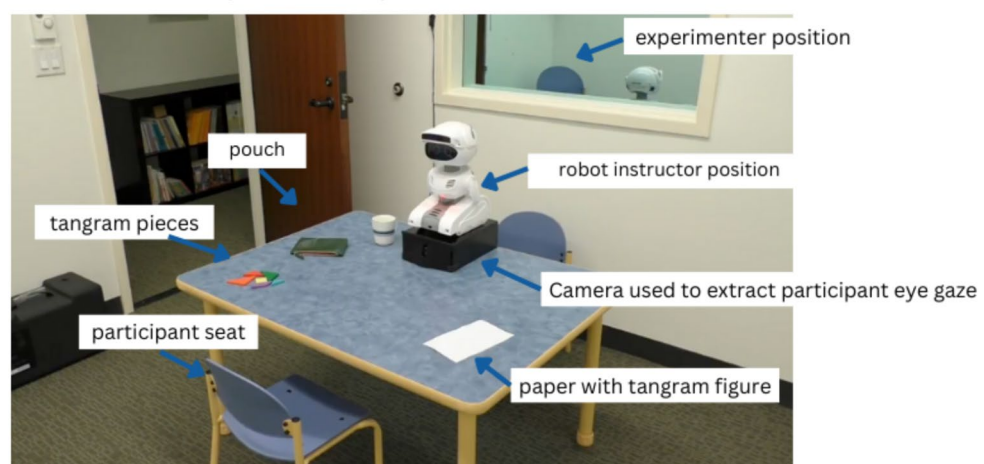 experimenter position
pouch
robot instructor position
tangram pieces
Camera used to extract participant eye gaze
participant seat
paper with tangram figure